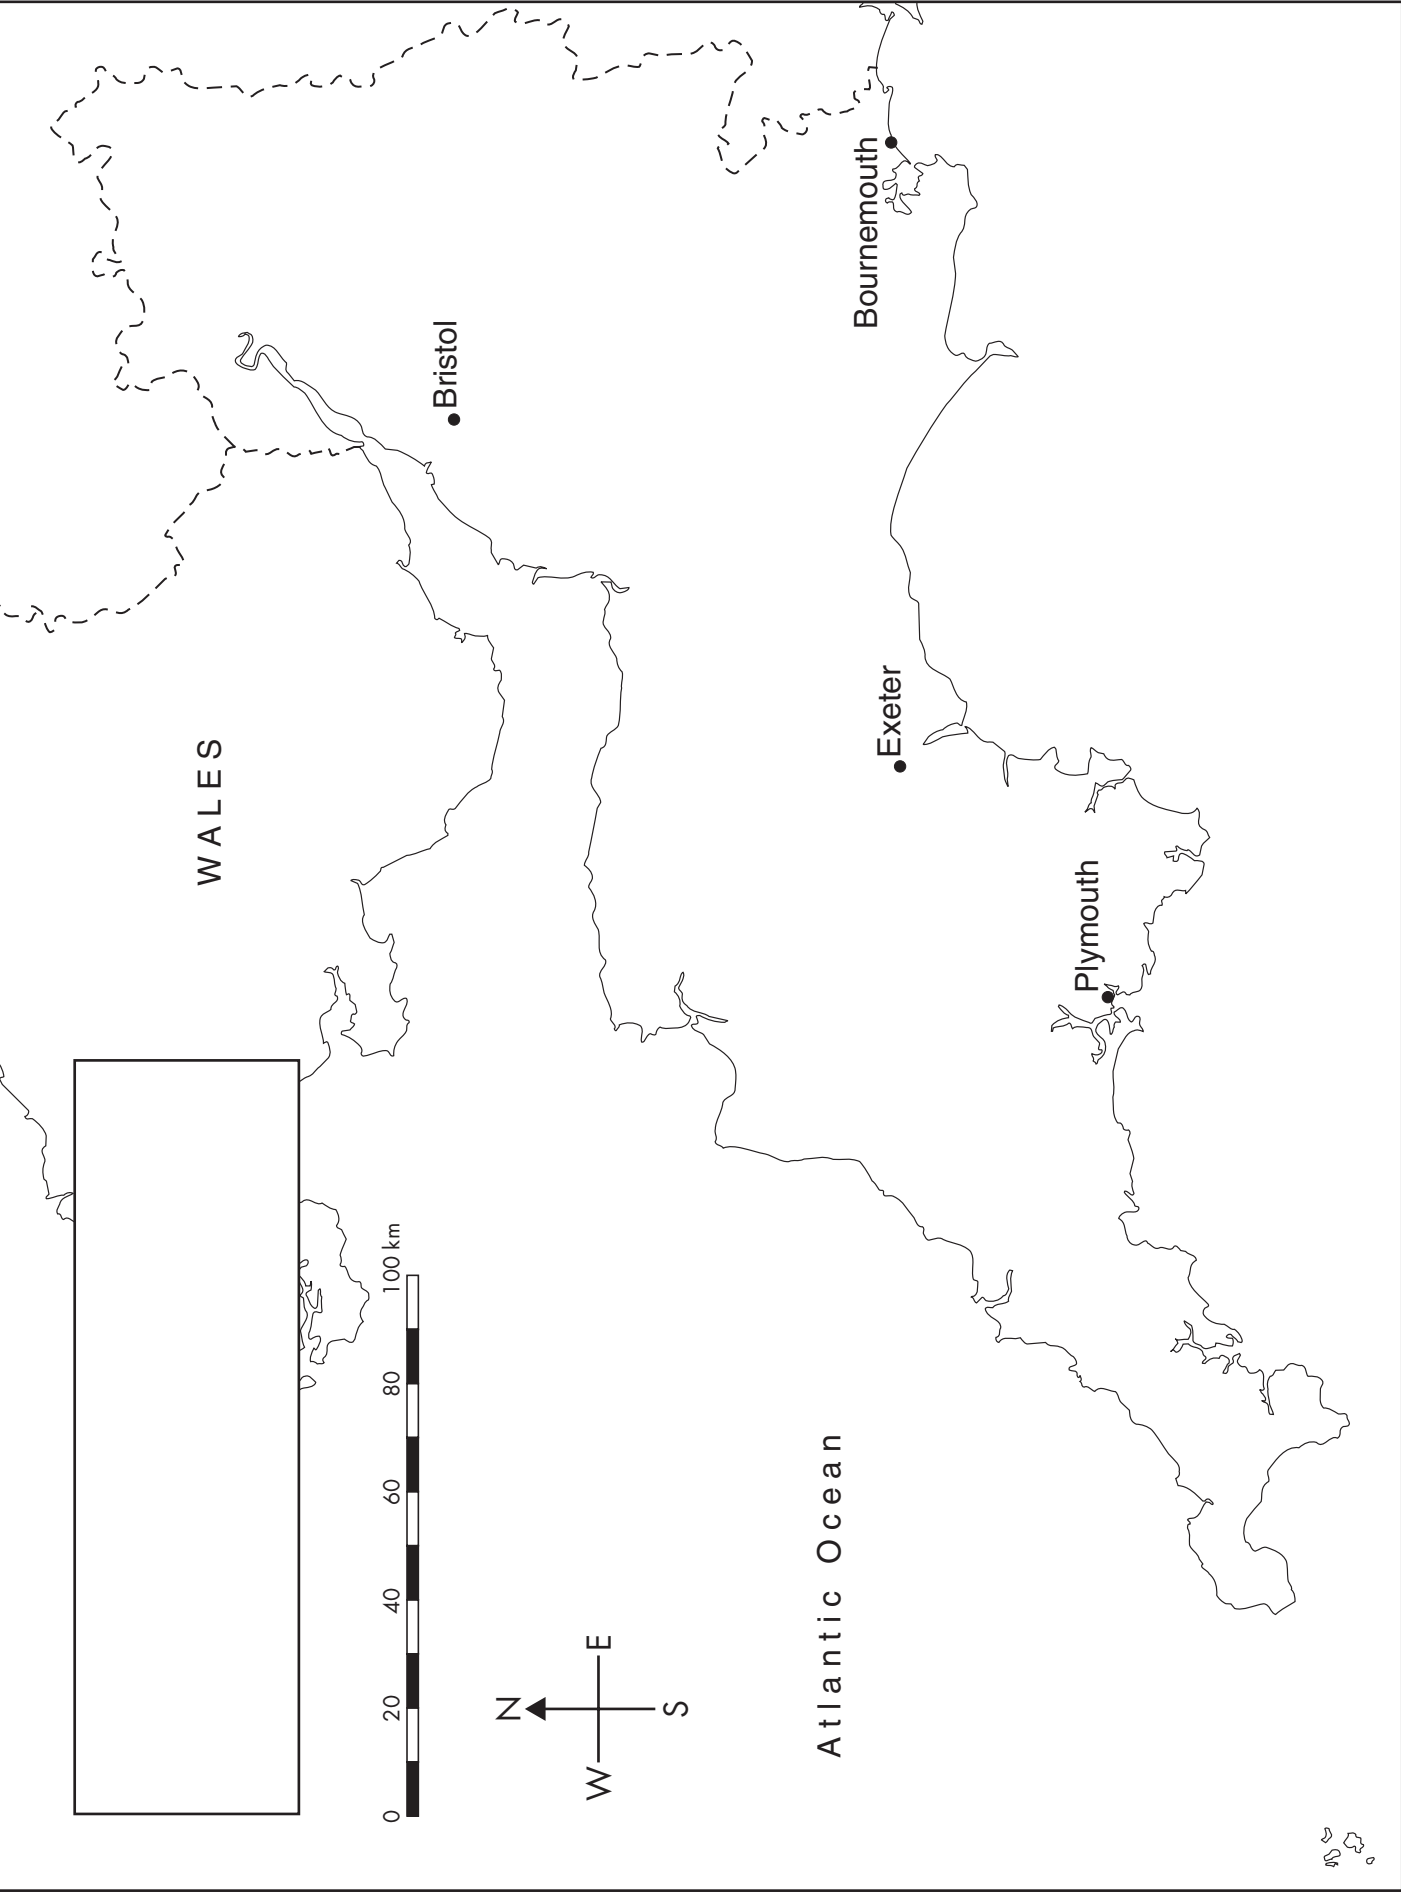 WALES
0 20 40 60 80 100 km
Bristol
N
W E
S
Atlantic Ocean
Exeter
Bournemouth
Plymouth